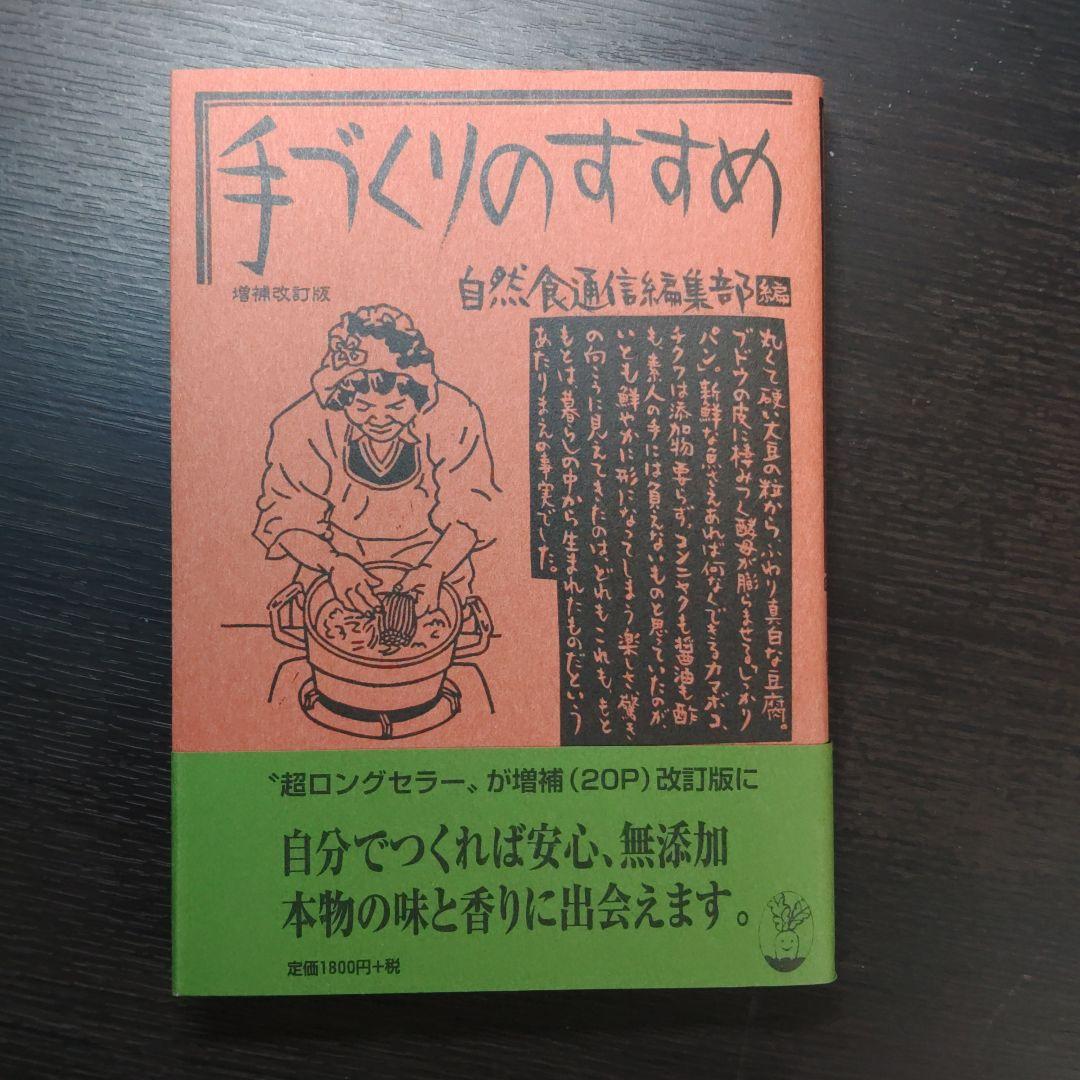 手づくりのすすめ
増補改訂版
自然食通信編集部編
丸くて硬い大豆の粒からふわり真白な豆腐。
ブドウの皮に棲みつく酵母が膨らませる、しっかり
パン。新鮮な魚さえあれば何なくできるカマボコ、
チクワは添加物要らず。コンニャクも醤油も酢
も、素人の手には負えないものと思っていたのが
いとも鮮やかに形になってしまう楽しさ、驚き
の向こうに見えてきたのは、どれもこれも、もと
もとは暮らしの中から生まれたものだという
あたりまえの事実でした。
〝超ロングセラー〟が増補(20P)改訂版に
自分でつくれば安心、無添加
本物の味と香りに出会えます。
定価1800円+税